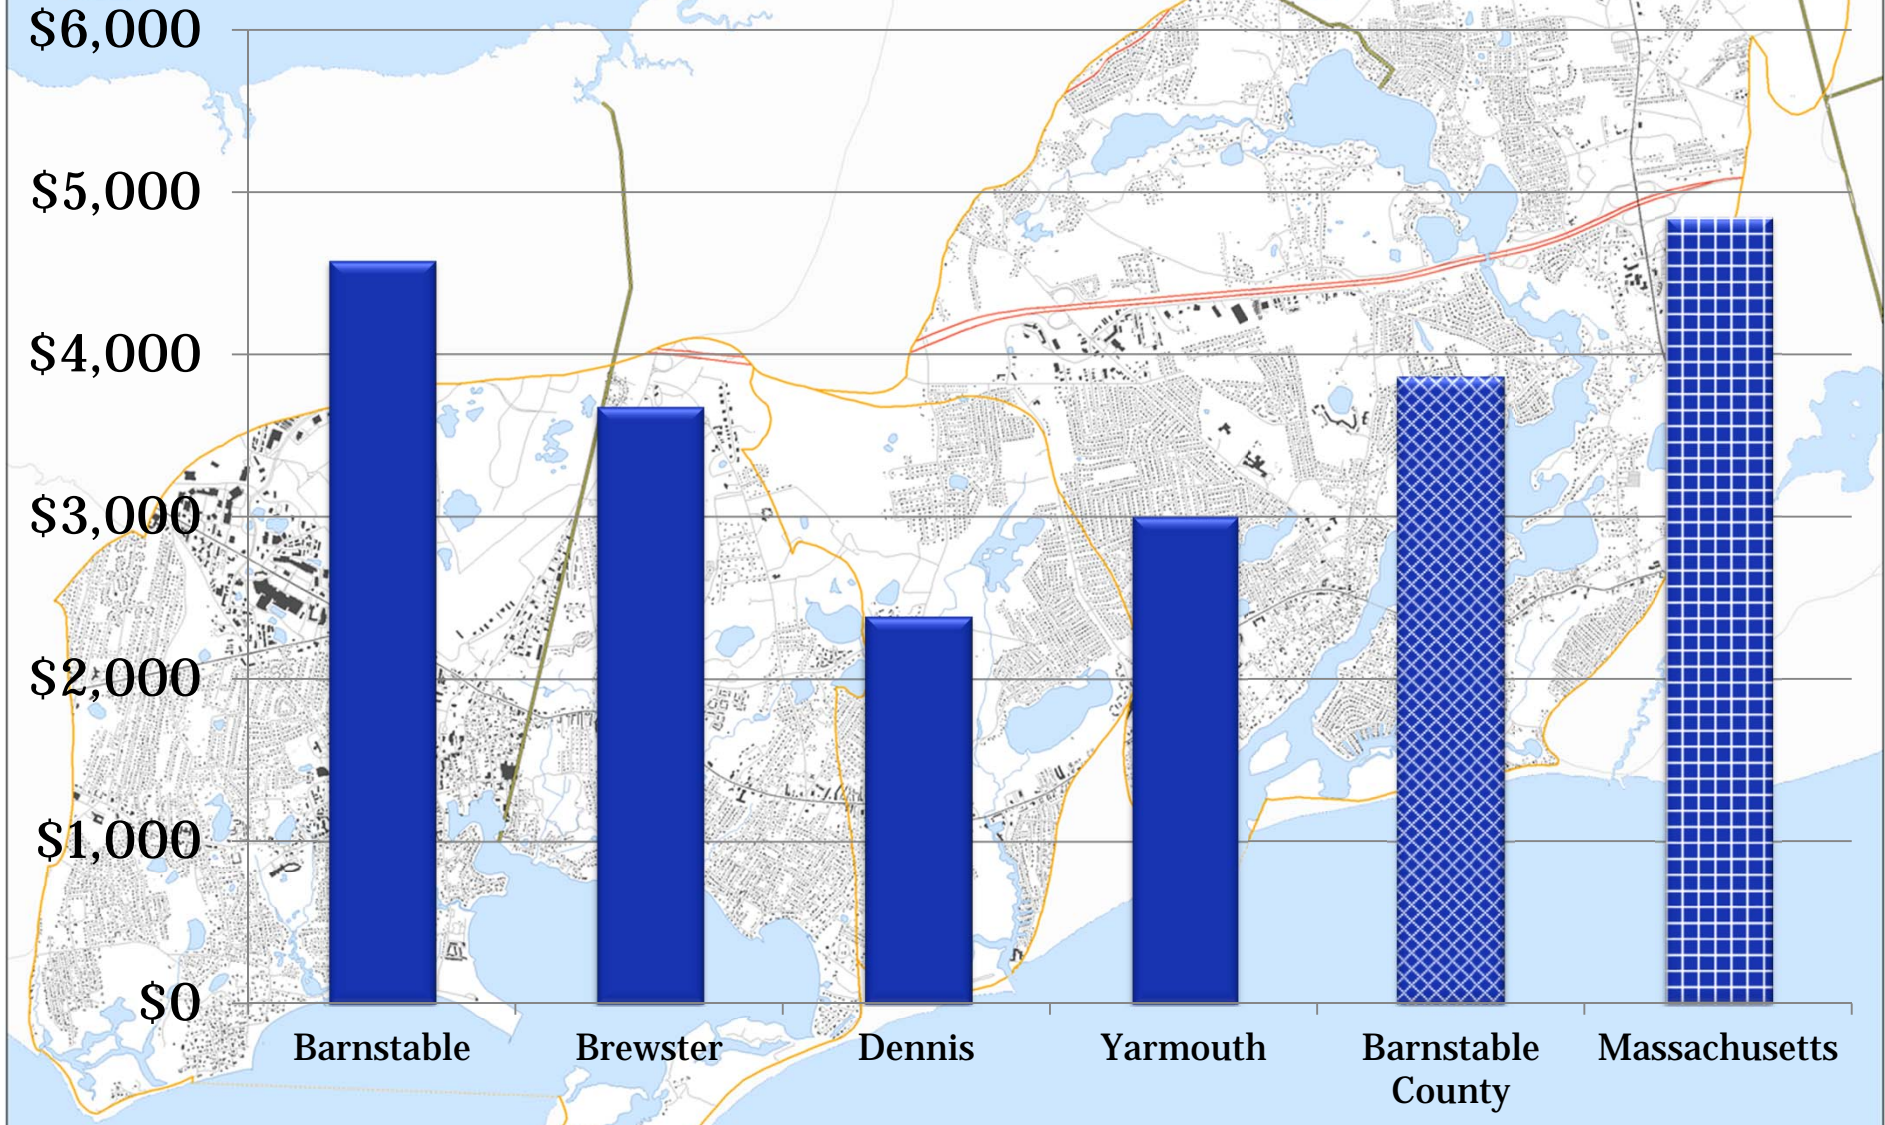 $6,000
$5,000
$4,000
$3,000
$2,000
$1,000
$0
Barnstable
Brewster
Dennis
Yarmouth
Barnstable
County
Massachusetts